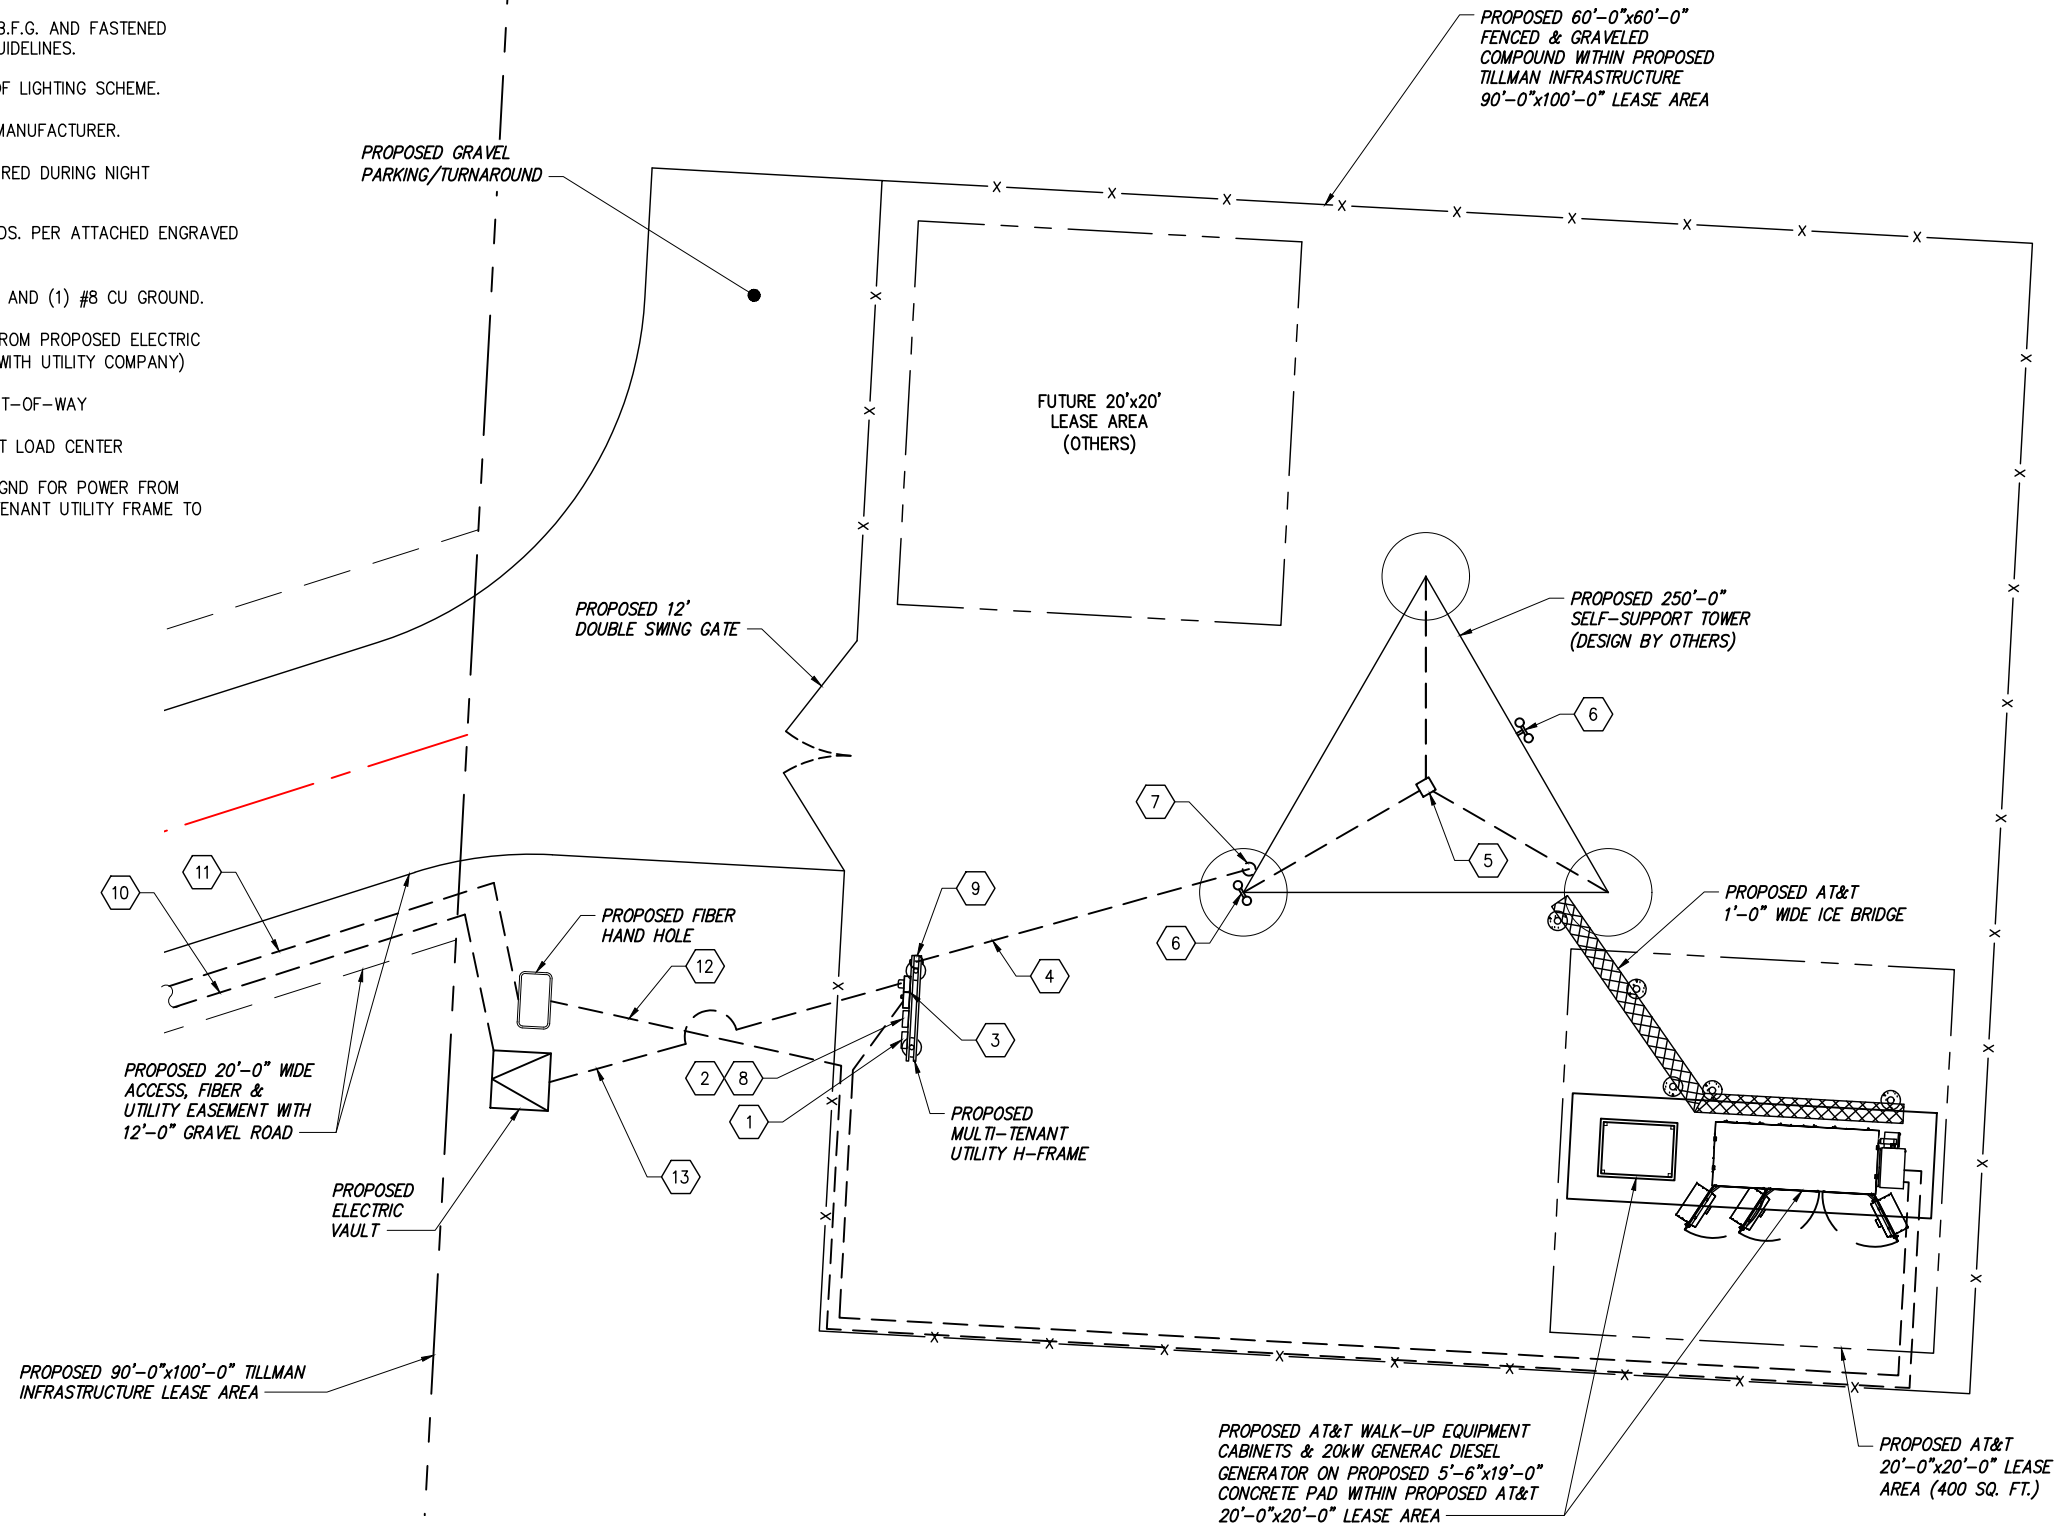 B.F.G. AND FASTENED
UIDELINES.
OF LIGHTING SCHEME.
MANUFACTURER.
RED DURING NIGHT
DS. PER ATTACHED ENGRAVED
AND (1) #8 CU GROUND.
ROM PROPOSED ELECTRIC
WITH UTILITY COMPANY)
T-OF-WAY
T LOAD CENTER
GND FOR POWER FROM
ENANT UTILITY FRAME TO
PROPOSED 60'-0"x60'-0"
FENCED & GRAVELED
COMPOUND WITHIN PROPOSED
TILLMAN INFRASTRUCTURE
90'-0"x100'-0" LEASE AREA
PROPOSED GRAVEL
PARKING/TURNAROUND
FUTURE 20'x20'
LEASE AREA
(OTHERS)
PROPOSED 12'
DOUBLE SWING GATE
PROPOSED 250'-0"
SELF-SUPPORT TOWER
(DESIGN BY OTHERS)
6
7
5
11
10
9
PROPOSED FIBER
HAND HOLE
12
6
4
3
PROPOSED AT&T
1'-0" WIDE ICE BRIDGE
2
8
1
13
PROPOSED 20'-0" WIDE
ACCESS, FIBER &
UTILITY EASEMENT WITH
12'-0" GRAVEL ROAD
PROPOSED
MULTI-TENANT
UTILITY H-FRAME
PROPOSED
ELECTRIC
VAULT
PROPOSED 90'-0"x100'-0" TILLMAN
INFRASTRUCTURE LEASE AREA
PROPOSED AT&T WALK-UP EQUIPMENT
CABINETS & 20kW GENERAC DIESEL
GENERATOR ON PROPOSED 5'-6"x19'-0"
CONCRETE PAD WITHIN PROPOSED AT&T
20'-0"x20'-0" LEASE AREA
PROPOSED AT&T
20'-0"x20'-0" LEASE
AREA (400 SQ. FT.)